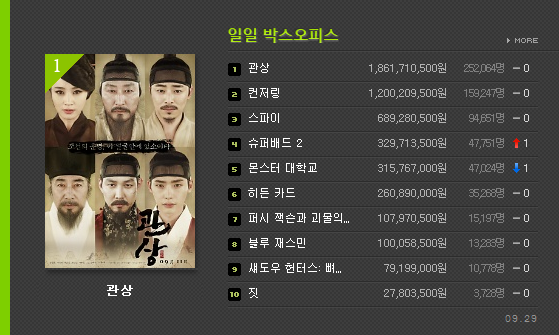 일일 박스오피스
MORE
1
관상
관상
1 관상 1,861,710,500원 252,064명 0
2 컨저링 1,200,209,500원 159,247명 0
3 스파이 689,280,500원 94,651명 0
4 슈퍼배드 2 329,713,500원 47,751명 1
5 몬스터 대학교 315,767,000원 47,024명 1
6 히든 카드 260,890,000원 35,268명 0
7 퍼시 잭슨과 괴물의... 107,970,500원 15,197명 0
8 블루 재스민 100,058,500원 13,283명 0
9 섀도우 헌터스: 뼈... 79,199,000원 10,778명 0
10 짓 27,803,500원 3,728명 0
09.29